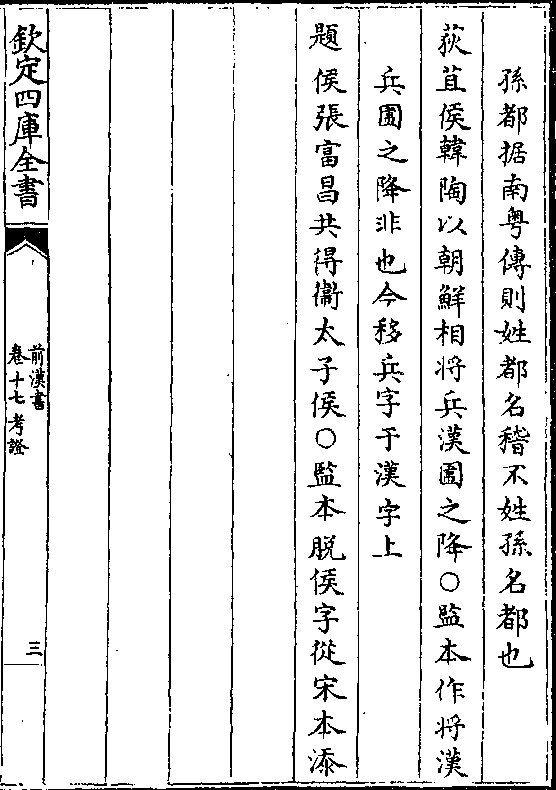 孫都据南粤傳則姓都名稽不姓孫名都也
荻苴侯韓陶以朝鮮相將兵漢圍之降○監本作將漢
兵圍之降非也今移兵字于漢字上
題侯張富昌共得衞太子侯○監本脱侯字從宋本添
欽定四庫全書
前漢書
卷十七考證
三